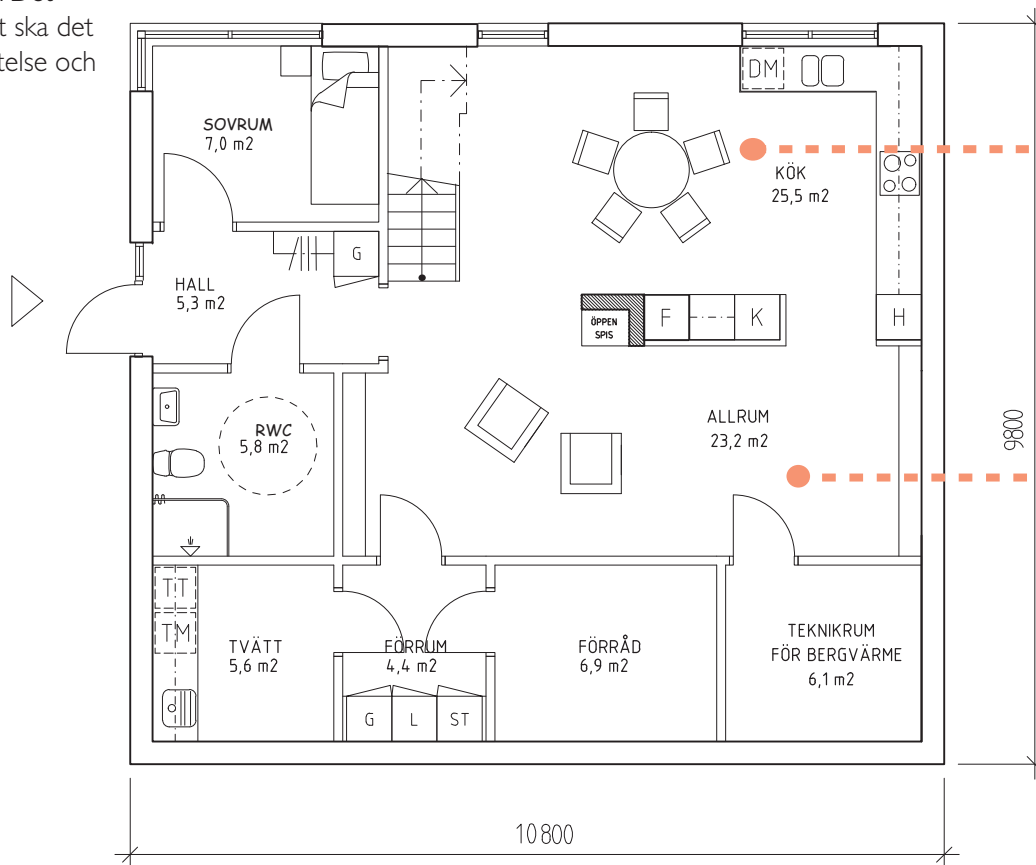 t ska det
telse och
DM
SOVRUM
7,0 m2
KÖK
25,5 m2
G
HALL
5,3 m2
ÖPPEN
SPIS
F
K
H
ALLRUM
23,2 m2
RWC
5,8 m2
9800
TT
TM
TVÄTT
5,6 m2
FÖRRUM
4,4 m2
FÖRRÅD
6,9 m2
TEKNIKRUM
FÖR BERGVÄRME
6,1 m2
G
L
ST
10 800